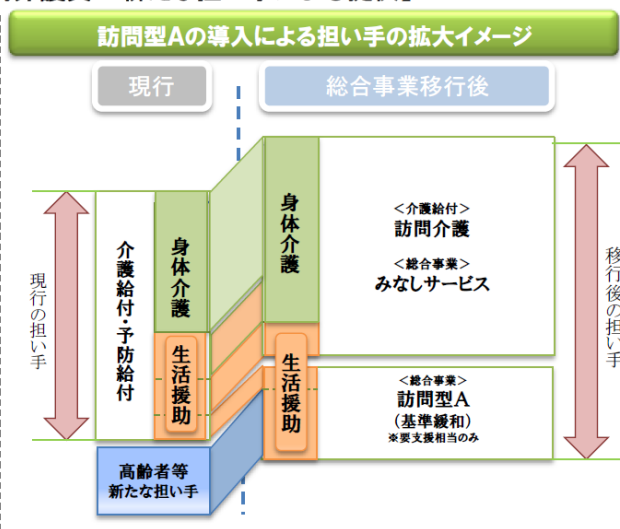 訪問型Aの導入による担い手の拡大イメージ
現行
総合事業移行後
現行の担い手
介護給付・予防給付
身体介護
生活援助
高齢者等
新たな担い手
身体介護
生活援助
＜介護給付＞
訪問介護
＜総合事業＞
みなしサービス
＜総合事業＞
訪問型A
(基準緩和)
※要支援相当のみ
移行後の担い手